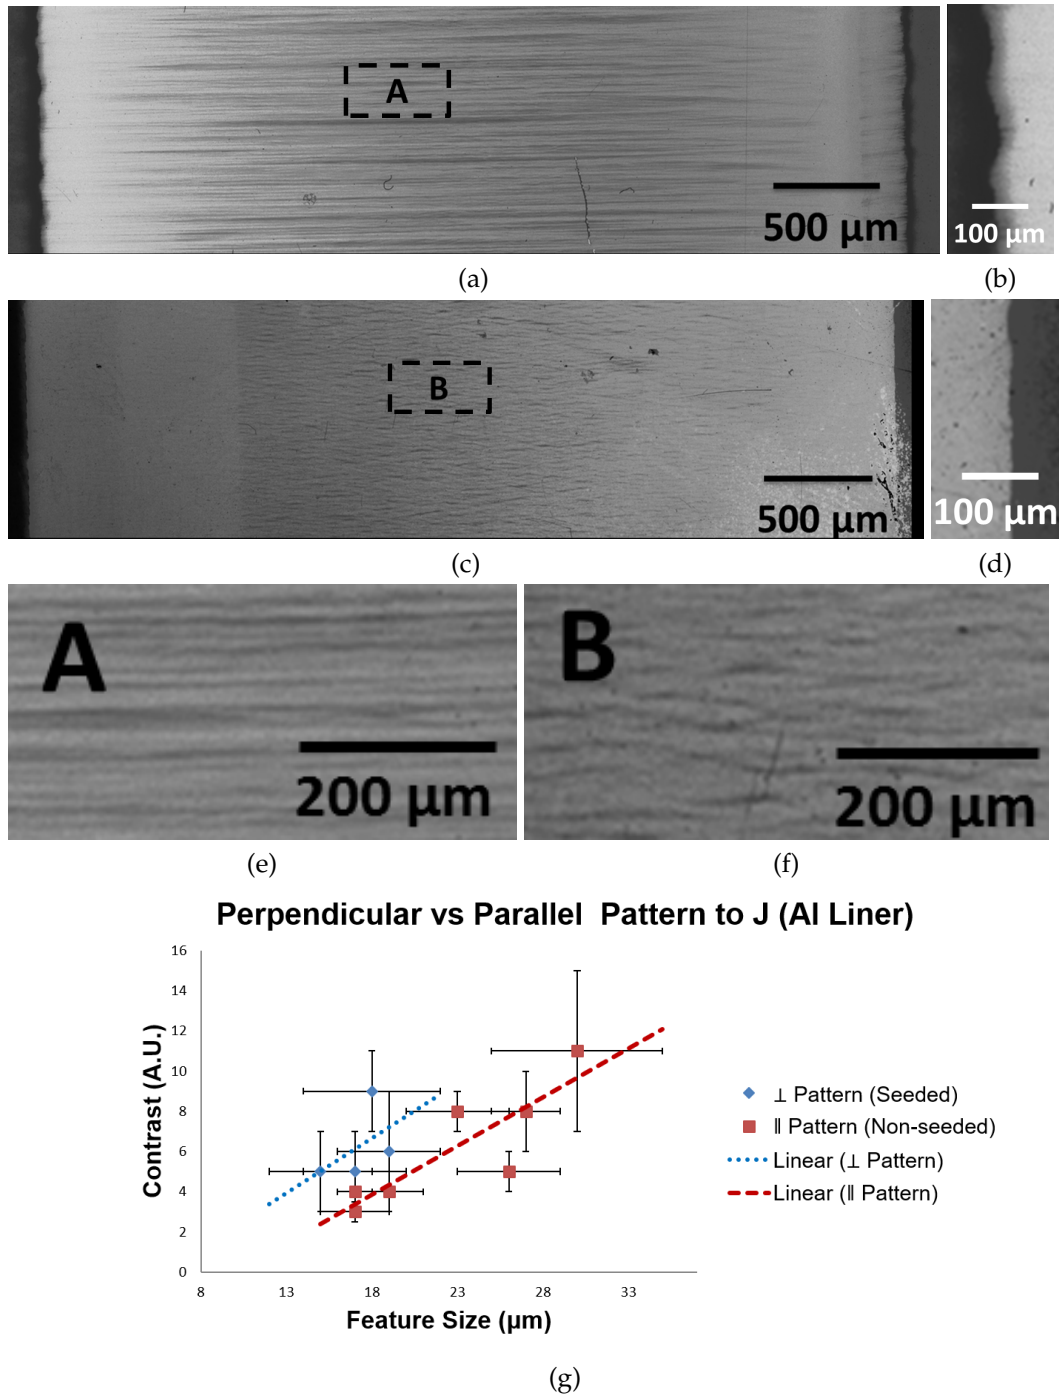 A
500 µm
100 µm
(a)
(b)
B
500 µm
100 µm
(c)
(d)
A
200 µm
B
200 µm
(e)
(f)
Perpendicular vs Parallel Pattern to J (Al Liner)
16
14
12
10
8
6
4
2
0
Contrast (A.U.)
8 13 18 23 28 33
Feature Size (µm)
⊥ Pattern (Seeded)
∥ Pattern (Non-seeded)
Linear (⊥ Pattern)
Linear (∥ Pattern)
(g)